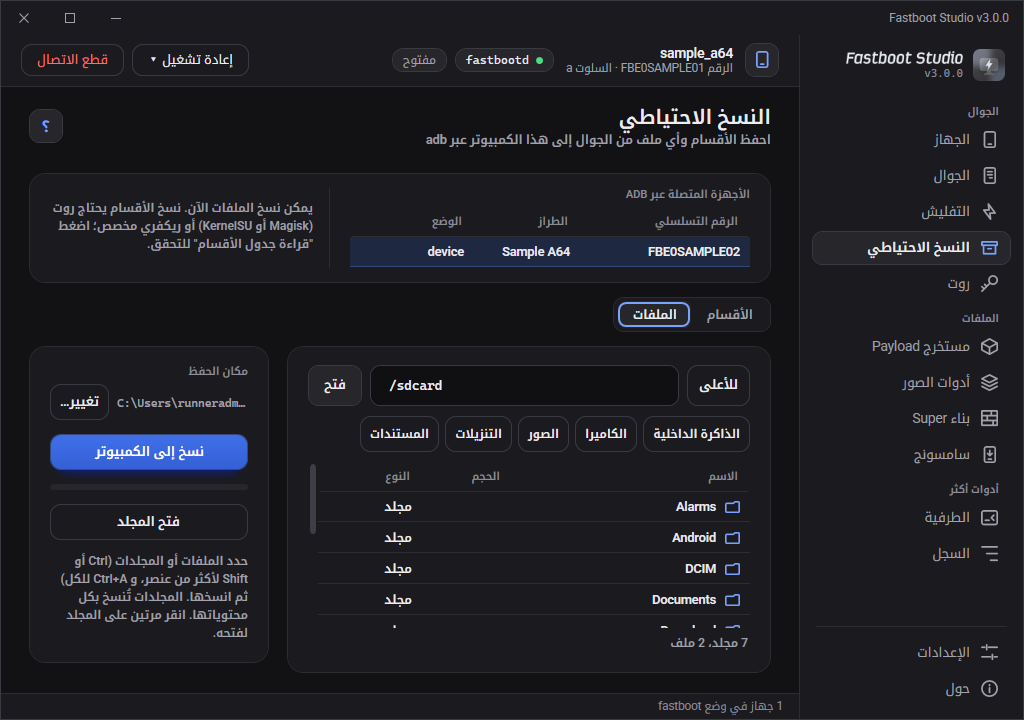 Fastboot Studio v3.0.0
Fastboot Studio
v3.0.0
الجوال
الجهاز
الجوال
التفليش
النسخ الاحتياطي
روت
الملفات
مستخرج Payload
أدوات الصور
بناء Super
سامسونج
أدوات أكثر
الطرفية
السجل
الإعدادات
حول
sample_a64
الرقم FBE0SAMPLE01 · السلوت a
fastbootd
مفتوح
إعادة تشغيل
قطع الاتصال
النسخ الاحتياطي
احفظ الأقسام وأي ملف من الجوال إلى هذا الكمبيوتر عبر adb
؟
الأجهزة المتصلة عبر ADB
الرقم التسلسلي الطراز الوضع
FBE0SAMPLE02 Sample A64 device
يمكن نسخ الملفات الآن. نسخ الأقسام يحتاج روت
(Magisk أو KernelSU) أو ريكفري مخصص؛ اضغط
"قراءة جدول الأقسام" للتحقق.
الأقسام الملفات
للأعلى /sdcard فتح
الذاكرة الداخلية الكاميرا الصور التنزيلات المستندات
الاسم الحجم النوع
Alarms مجلد
Android مجلد
DCIM مجلد
Documents مجلد
7 مجلد، 2 ملف
مكان الحفظ
C:\Users\runneradm… تغيير...
نسخ إلى الكمبيوتر
فتح المجلد
حدد الملفات أو المجلدات (Ctrl أو
Shift لأكثر من عنصر، و Ctrl+A للكل)
ثم انسخها. المجلدات تُنسخ بكل
محتوياتها. انقر مرتين على المجلد
لفتحه.
1 جهاز في وضع fastboot